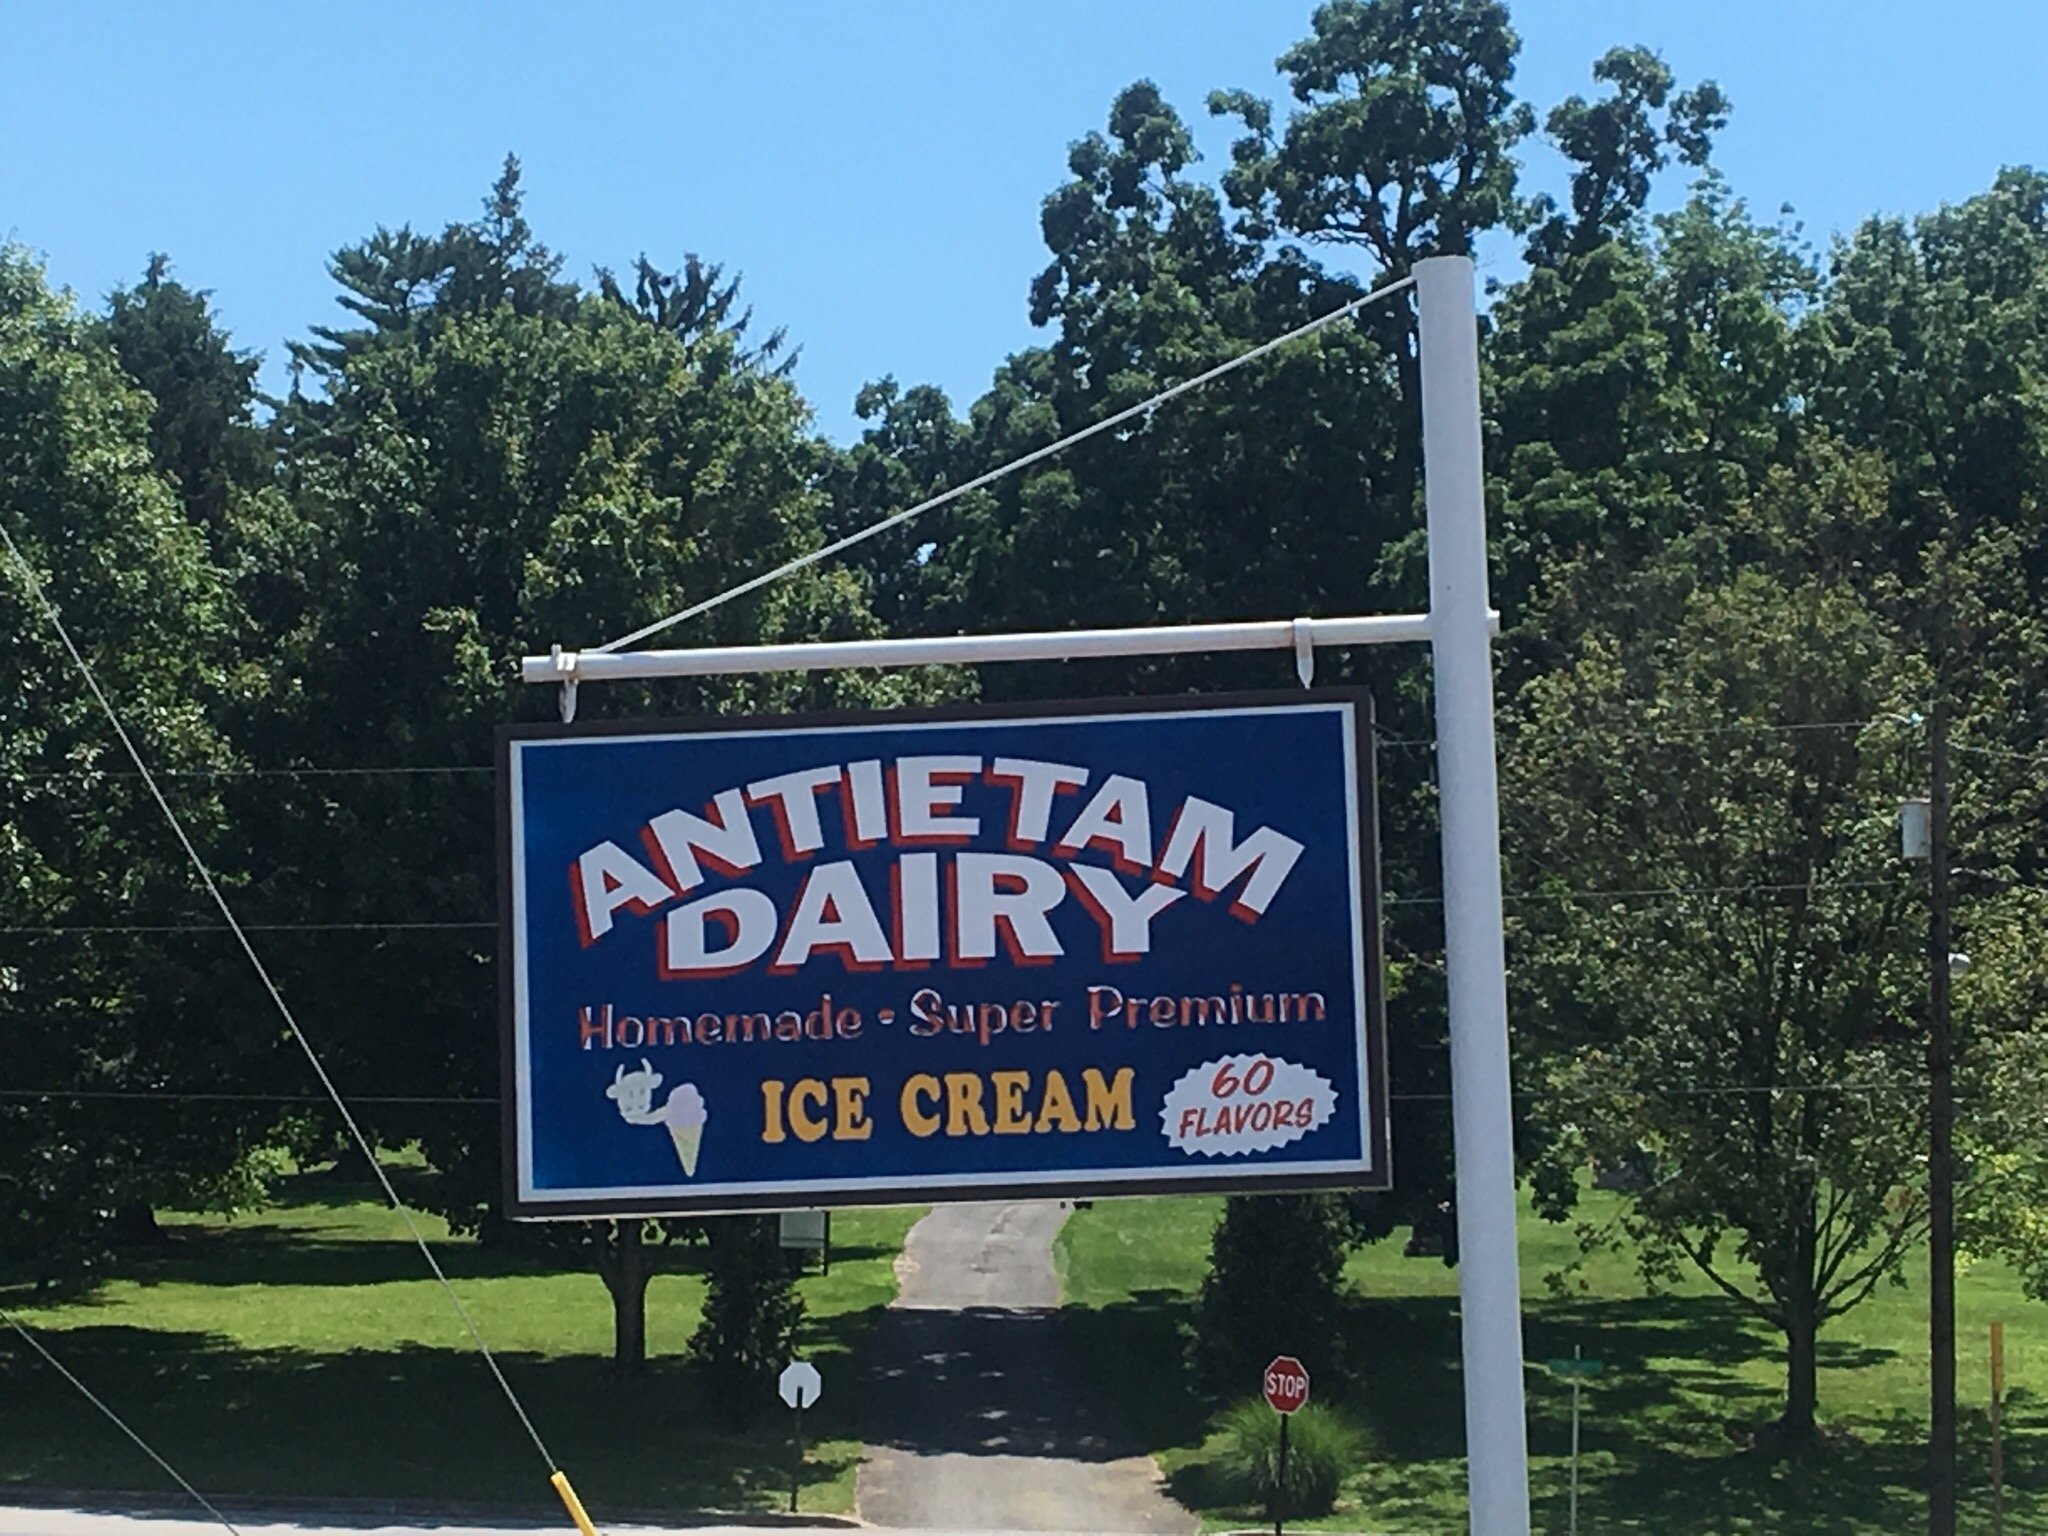 ANTIETAM
DAIRY
Homemade • Super Premium
ICE CREAM
60
FLAVORS
STOP